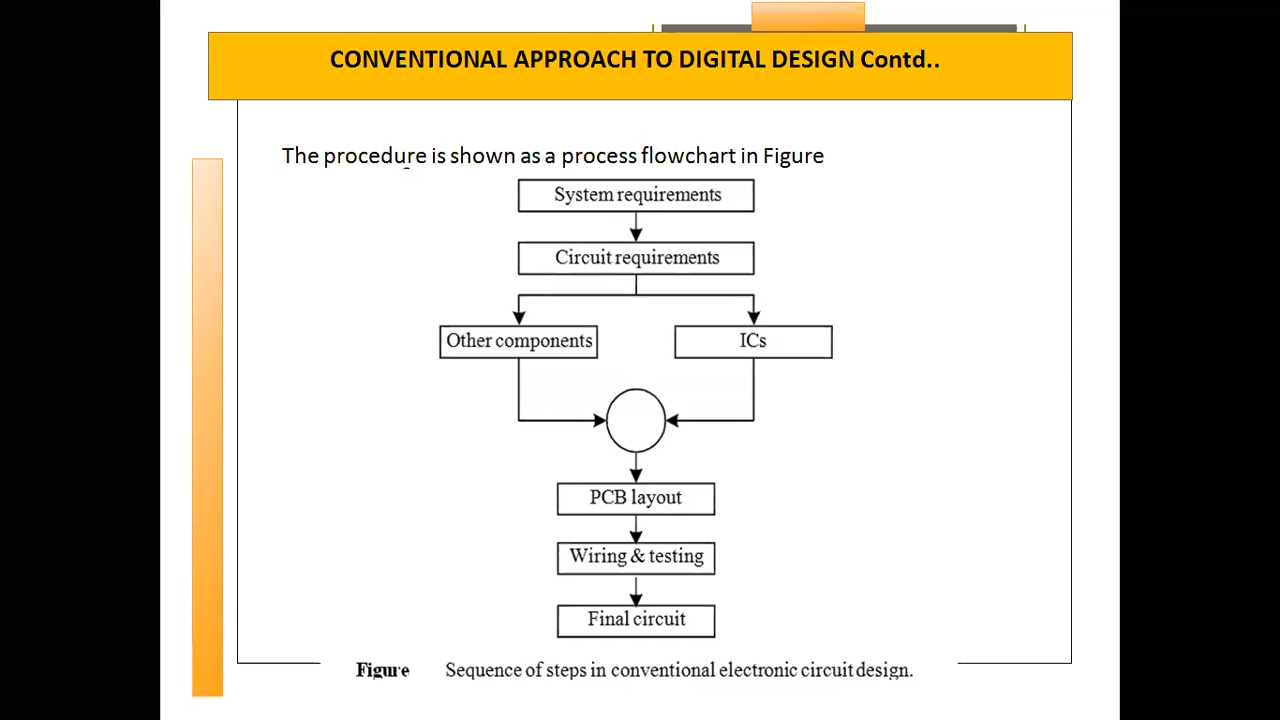 CONVENTIONAL APPROACH TO DIGITAL DESIGN Contd..
The procedure is shown as a process flowchart in Figure
System requirements
Circuit requirements
Other components
ICs
PCB layout
Wiring & testing
Final circuit
Figure Sequence of steps in conventional electronic circuit design.